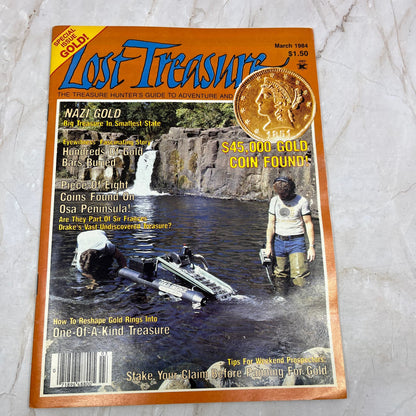 SPECIAL
ISSUE
GOLD!
Lost Treasure
March 1984
$1.50
THE TREASURE HUNTER'S GUIDE TO ADVENTURE AND
NAZI GOLD
Big Treasure In Smallest State
Eyewitness' Fascinating Story
Hundreds Of Gold
Bars Buried
$45,000 GOLD
COIN FOUND!
Piece Of Eight
Coins Found On
Osa Peninsula!
Are They Part Of Sir Francis
Drake's Vast Undiscovered Treasure?
How To Reshape Gold Rings Into
One-Of-A-Kind Treasure
Tips For Weekend Prospectors:
Stake Your Claim Before Panning For Gold